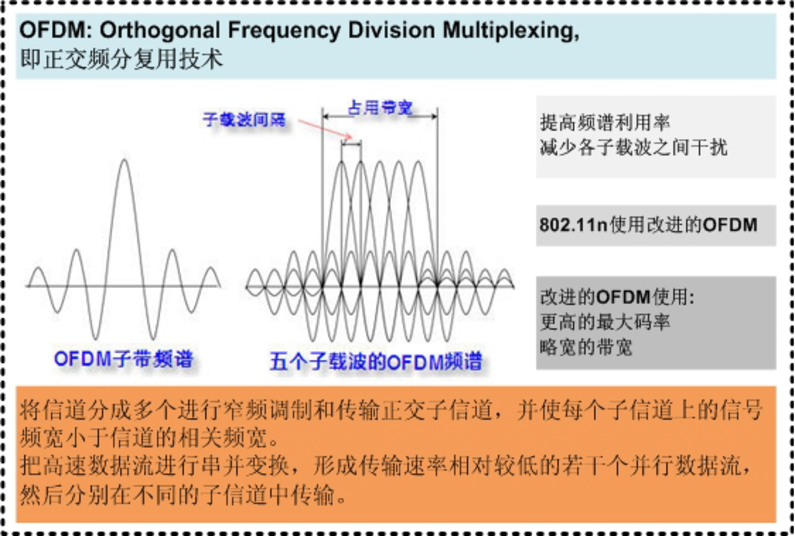 OFDM: Orthogonal Frequency Division Multiplexing,
即正交频分复用技术
子载波间隔
占用带宽
OFDM子带频谱
五个子载波的OFDM频谱
提高频谱利用率
减少各子载波之间干扰
802.11n使用改进的OFDM
改进的OFDM使用:
更高的最大码率
略宽的带宽
将信道分成多个进行窄频调制和传输正交子信道，并使每个子信道上的信号
频宽小于信道的相关频宽。
把高速数据流进行串并变换，形成传输速率相对较低的若干个并行数据流，
然后分别在不同的子信道中传输。